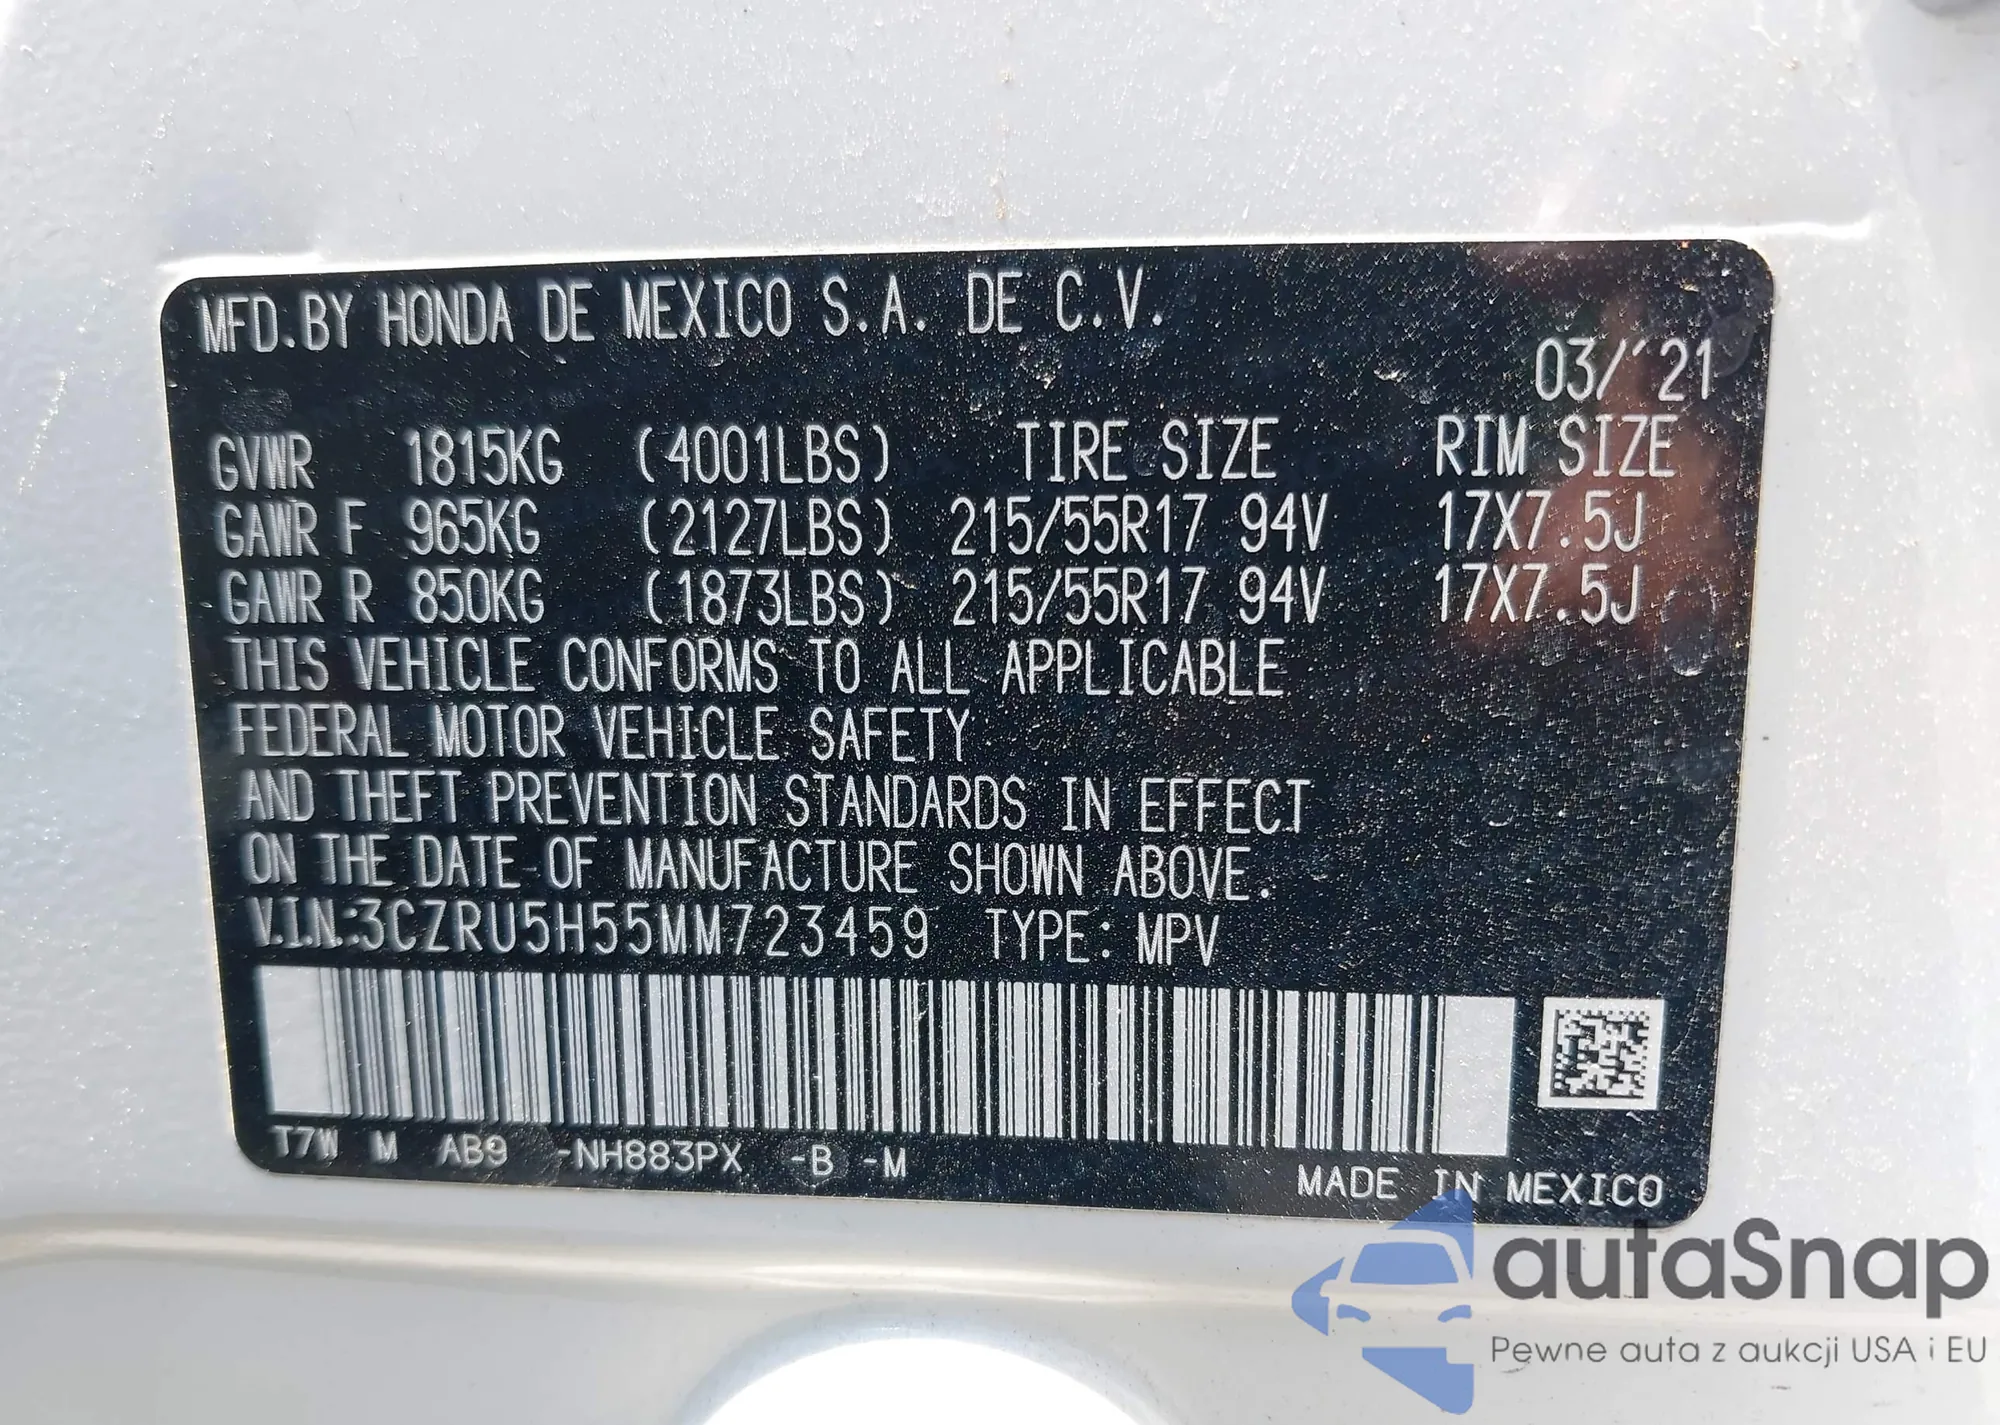 MFD.BY HONDA DE MEXICO S.A. DE C.V.
03/'21
GVWR 1815KG (4001LBS) TIRE SIZE RIM SIZE
GAWR F 965KG (2127LBS) 215/55R17 94V 17X7.5J
GAWR R 850KG (1873LBS) 215/55R17 94V 17X7.5J
THIS VEHICLE CONFORMS TO ALL APPLICABLE
FEDERAL MOTOR VEHICLE SAFETY
AND THEFT PREVENTION STANDARDS IN EFFECT
ON THE DATE OF MANUFACTURE SHOWN ABOVE.
V.I.N.:3CZRU5H55MM723459 TYPE: MPV
T7W M AB9 -NH883PX -B -M
MADE IN MEXICO
autaSnap
Pewne auta z aukcji USA i EU